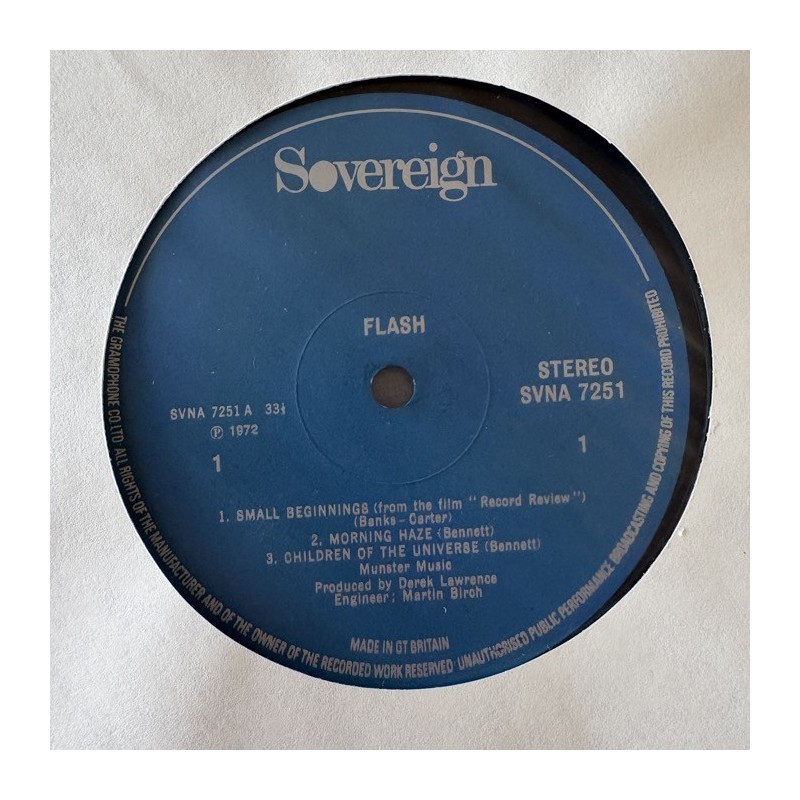 Sovereign
FLASH
STEREO
SVNA 7251
SVNA 7251 A 33⅓
℗ 1972
1
1
1. SMALL BEGINNINGS (from the film "Record Review")
(Banks-Carter)
2. MORNING HAZE (Bennett)
3. CHILDREN OF THE UNIVERSE (Bennett)
Munster Music
Produced by Derek Lawrence
Engineer; Martin Birch
MADE IN GT BRITAIN
THE GRAMOPHONE CO. LTD · ALL RIGHTS OF THE MANUFACTURER AND OF THE OWNER OF THE RECORDED WORK RESERVED · UNAUTHORISED PUBLIC PERFORMANCE BROADCASTING AND COPYING OF THIS RECORD PROHIBITED